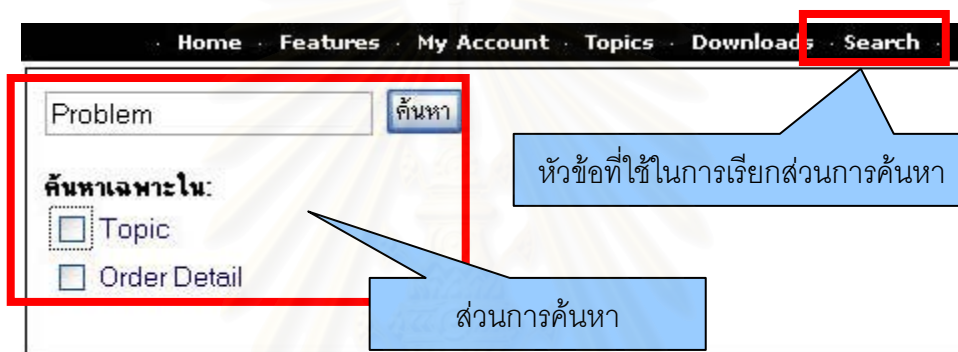 · Home · Features · My Account · Topics · Downloads · Search ·
Problem ค้นหา
หัวข้อที่ใช้ในการเรียกส่วนการค้นหา
ค้นหาเฉพาะใน:
Topic
Order Detail
ส่วนการค้นหา